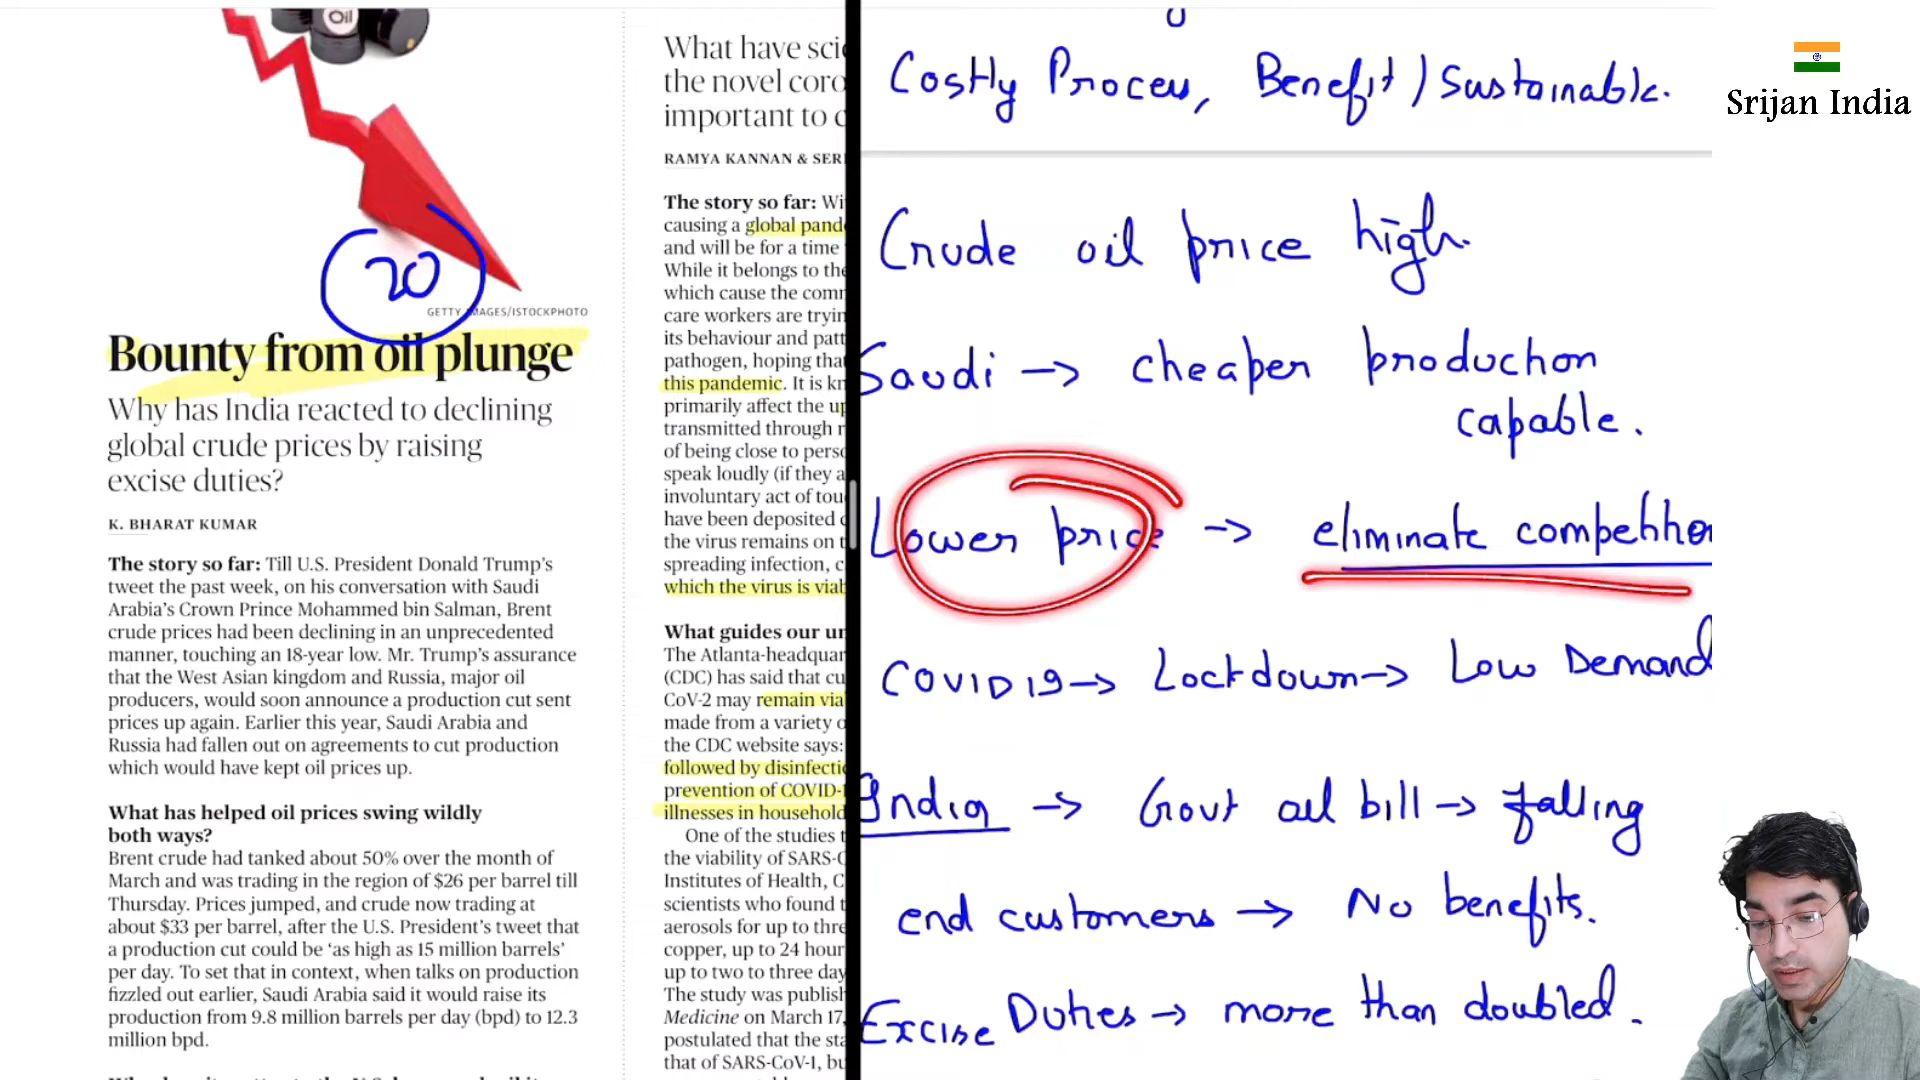 Oil
20
GETTY IMAGES/ISTOCKPHOTO
Bounty from oil plunge
Why has India reacted to declining
global crude prices by raising
excise duties?
K. BHARAT KUMAR
The story so far: Till U.S. President Donald Trump's
tweet the past week, on his conversation with Saudi
Arabia's Crown Prince Mohammed bin Salman, Brent
crude prices had been declining in an unprecedented
manner, touching an 18-year low. Mr. Trump's assurance
that the West Asian kingdom and Russia, major oil
producers, would soon announce a production cut sent
prices up again. Earlier this year, Saudi Arabia and
Russia had fallen out on agreements to cut production
which would have kept oil prices up.
What has helped oil prices swing wildly
both ways?
Brent crude had tanked about 50% over the month of
March and was trading in the region of $26 per barrel till
Thursday. Prices jumped, and crude now trading at
about $33 per barrel, after the U.S. President's tweet that
a production cut could be 'as high as 15 million barrels'
per day. To set that in context, when talks on production
fizzled out earlier, Saudi Arabia said it would raise its
production from 9.8 million barrels per day (bpd) to 12.3
million bpd.
What have sci
the novel coro
important to c
RAMYA KANNAN & SER
The story so far: Wi
causing a global pand
and will be for a time
While it belongs to the
which cause the comm
care workers are tryin
its behaviour and patt
pathogen, hoping that
this pandemic. It is kn
primarily affect the up
transmitted through r
of being close to perso
speak loudly (if they a
involuntary act of tou
have been deposited o
the virus remains on t
spreading infection, c
which the virus is viab
What guides our un
The Atlanta-headquar
(CDC) has said that cu
CoV-2 may remain via
made from a variety o
the CDC website says:
followed by disinfectio
prevention of COVID-1
illnesses in household
One of the studies t
the viability of SARS-C
Institutes of Health, C
scientists who found t
aerosols for up to thre
copper, up to 24 hour
up to two to three day
The study was publish
Medicine on March 17,
postulated that the sta
that of SARS-CoV-1, bu
Costly Process, Benefit/Sustainable.
Crude oil price high.
Saudi → cheaper production
capable.
Lower price → eliminate competition
COVID19 → Lockdown → Low Demand
India → Govt oil bill → falling
end customers → No benefits.
Excise Duties → more than doubled.
Srijan India